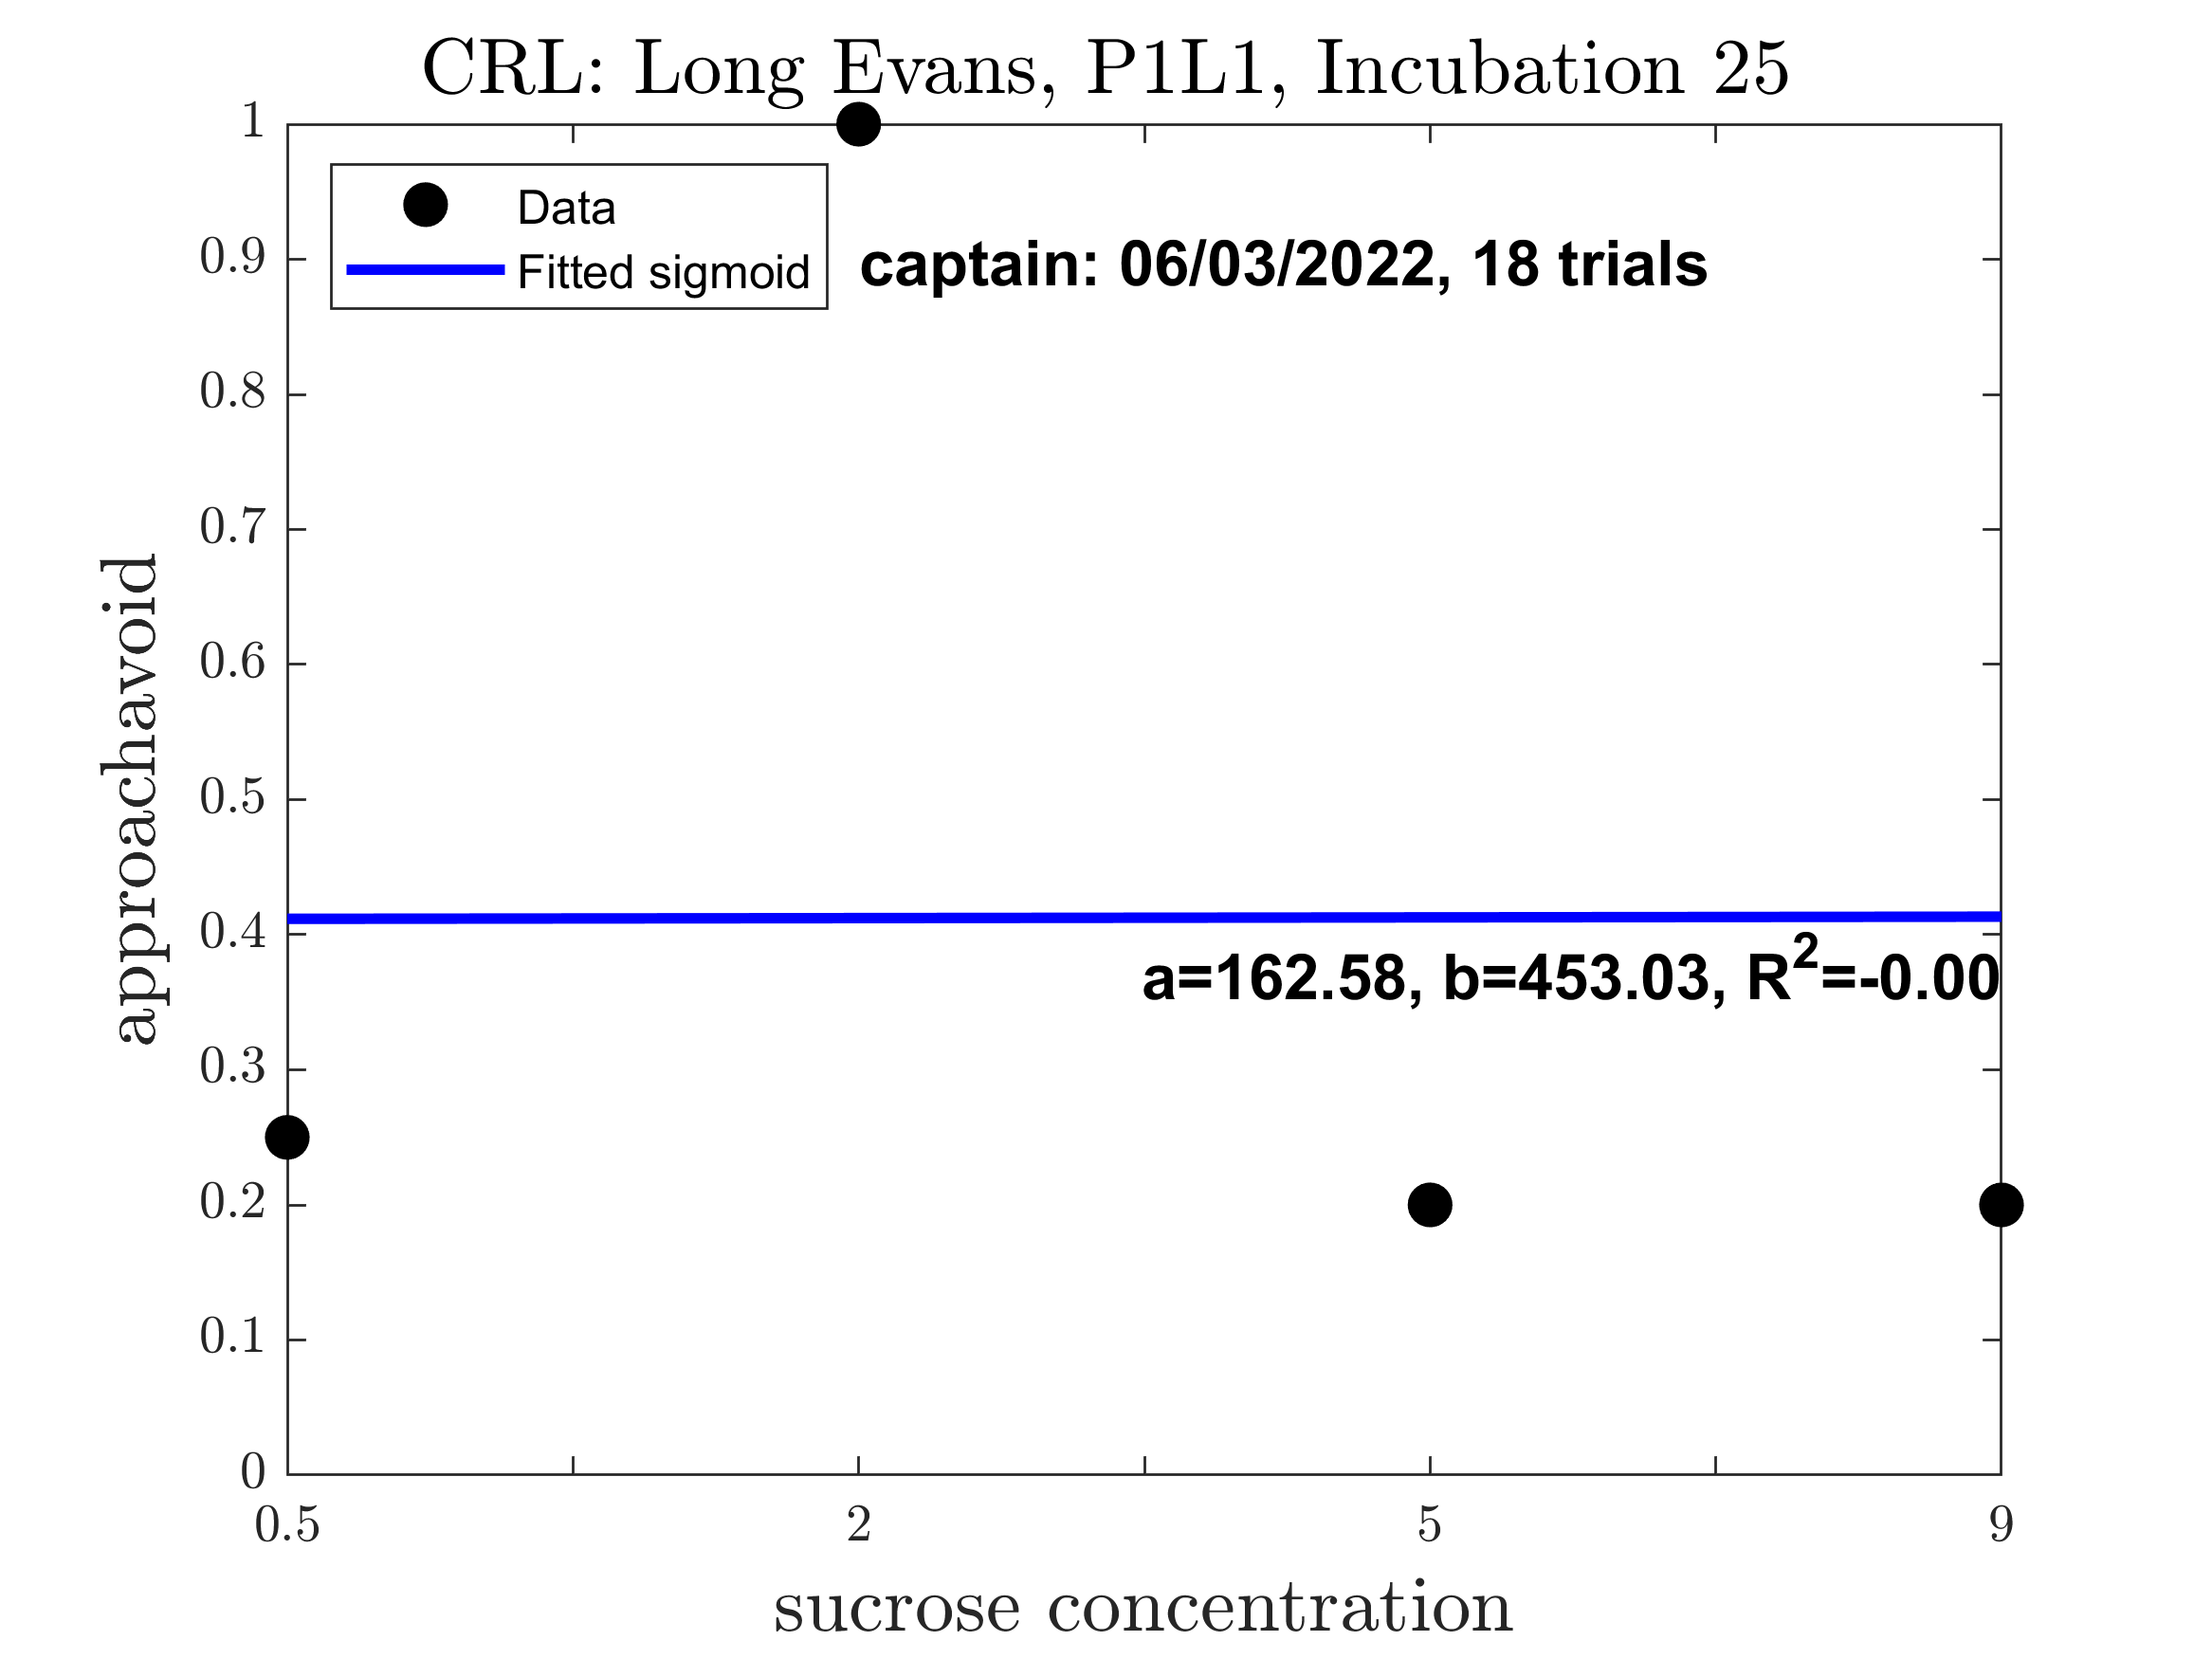 CRL: Long Evans, P1L1, Incubation 25
1
Data
Fitted sigmoid
captain: 06/03/2022, 18 trials
0.9
0.8
0.7
0.6
0.5
0.4
0.3
0.2
0.1
0
approachavoid
a=162.58, b=453.03, R²=-0.00
0.5 2 5 9
sucrose concentration